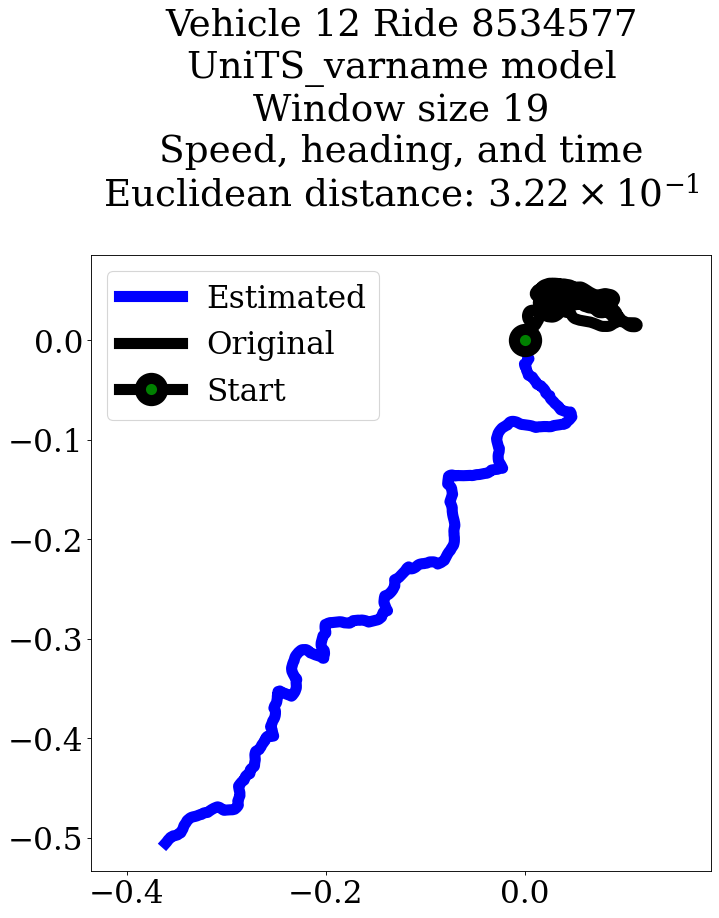 Vehicle 12 Ride 8534577
UniTS_varname model
Window size 19
Speed, heading, and time
Euclidean distance: 3.22 × 10⁻¹
Estimated
Original
Start
0.0
−0.1
−0.2
−0.3
−0.4
−0.5
−0.4 −0.2 0.0